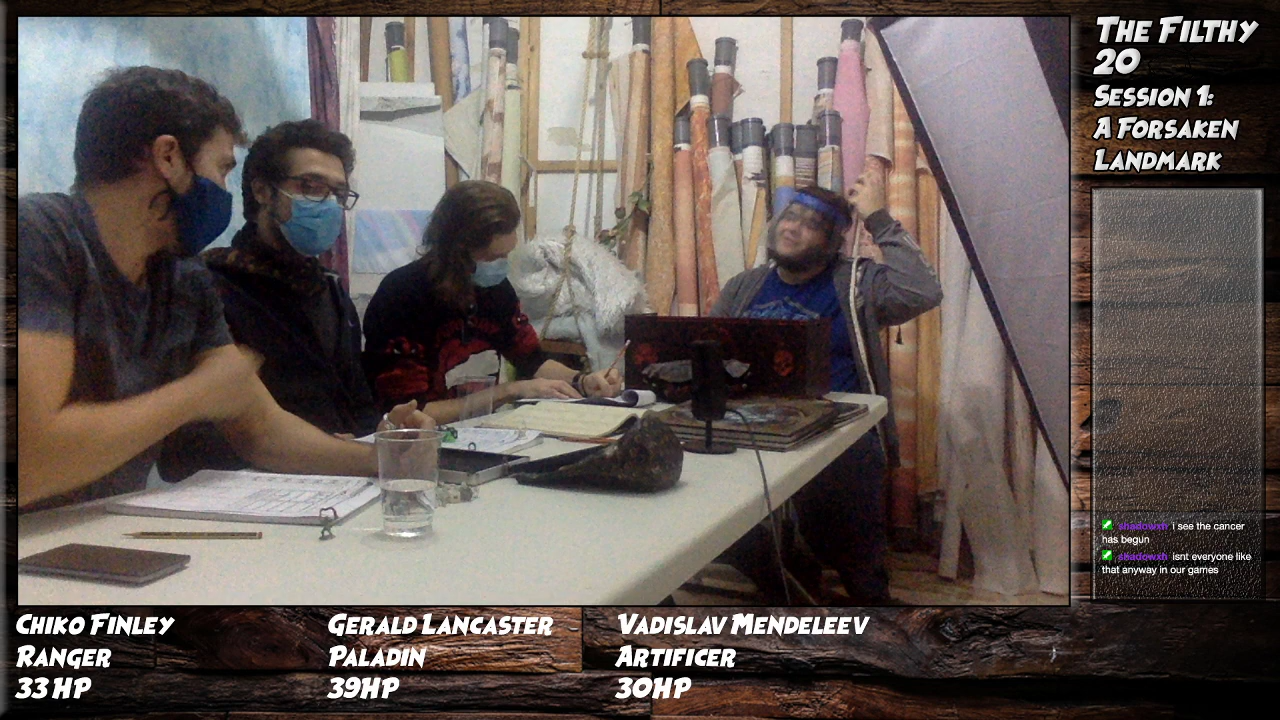 The Filthy
20
Session 1:
A Forsaken
Landmark
shadowxh i see the cancer
has begun
shadowxh isnt everyone like
that anyway in our games
Chiko Finley
Ranger
33 HP
Gerald Lancaster
Paladin
39HP
Vadislav Mendeleev
Artificer
30HP